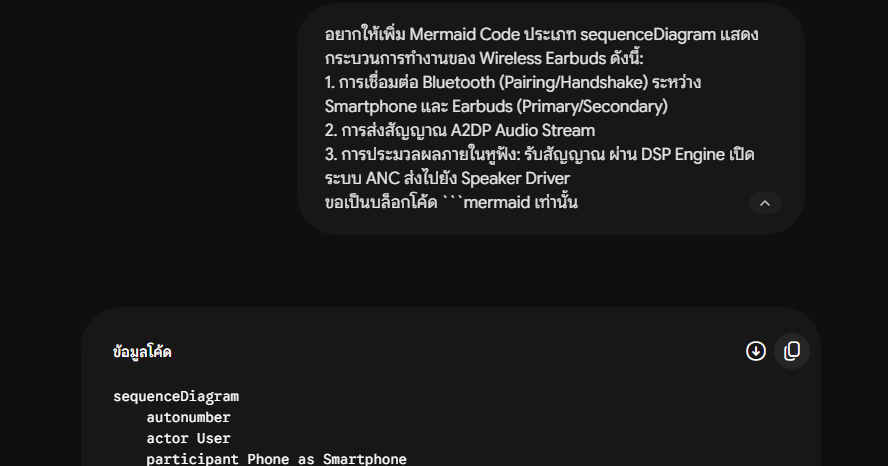 อยากให้เพิ่ม Mermaid Code ประเภท sequenceDiagram แสดง
กระบวนการทำงานของ Wireless Earbuds ดังนี้:
1. การเชื่อมต่อ Bluetooth (Pairing/Handshake) ระหว่าง
Smartphone และ Earbuds (Primary/Secondary)
2. การส่งสัญญาณ A2DP Audio Stream
3. การประมวลผลภายในหูฟัง: รับสัญญาณ ผ่าน DSP Engine เปิด
ระบบ ANC ส่งไปยัง Speaker Driver
ขอเป็นบล็อกโค้ด ```mermaid เท่านั้น
ข้อมูลโค้ด
sequenceDiagram
    autonumber
    actor User
    participant Phone as Smartphone